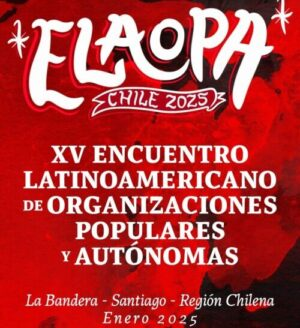 ELAOPA
CHILE 2025
XV ENCUENTRO
LATINOAMERICANO
DE ORGANIZACIONES
POPULARES
Y AUTÓNOMAS
La Bandera - Santiago - Región Chilena
Enero 2025